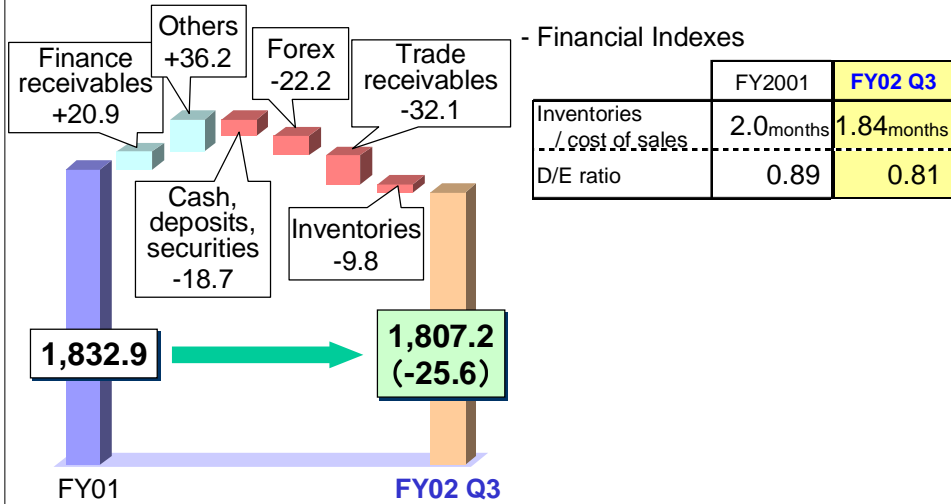 Others
+36.2
Finance
receivables
+20.9
Forex
-22.2
Trade
receivables
-32.1
Cash,
deposits,
securities
-18.7
Inventories
-9.8
1,832.9
1,807.2
(-25.6)
FY01
FY02 Q3
- Financial Indexes
FY2001 FY02 Q3
Inventories
/ cost of sales 2.0months 1.84months
D/E ratio 0.89 0.81